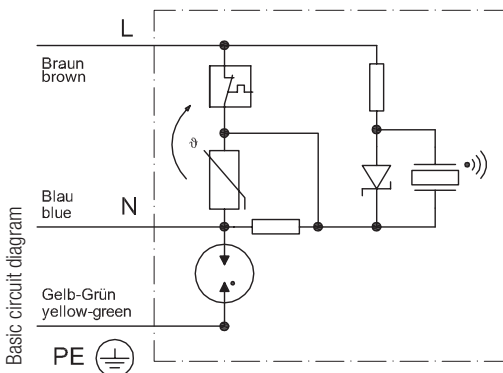 L
Braun
brown
ϑ
Blau
blue
N
Gelb-Grün
yellow-green
PE
Basic circuit diagram